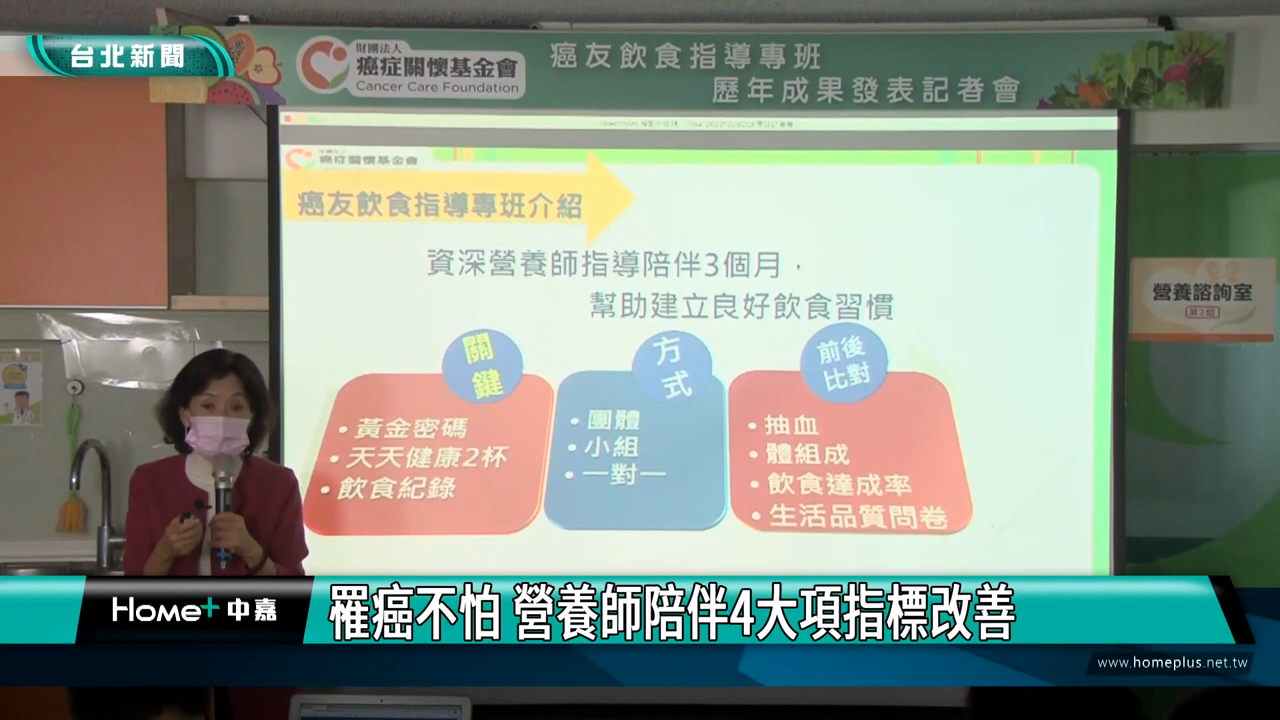 台北新聞
財團法人
癌症關懷基金會
Cancer Care Foundation
癌友飲食指導專班
歷年成果發表記者會
癌症關懷基金會
癌友飲食指導專班介紹
資深營養師指導陪伴3個月，
幫助建立良好飲食習慣
關鍵
• 黃金密碼
• 天天健康2杯
• 飲食紀錄
方式
• 團體
• 小組
• 一對一
前後
比對
• 抽血
• 體組成
• 飲食達成率
• 生活品質問卷
營養諮詢室
第2組
Home+ 中嘉
罹癌不怕 營養師陪伴4大項指標改善
www.homeplus.net.tw